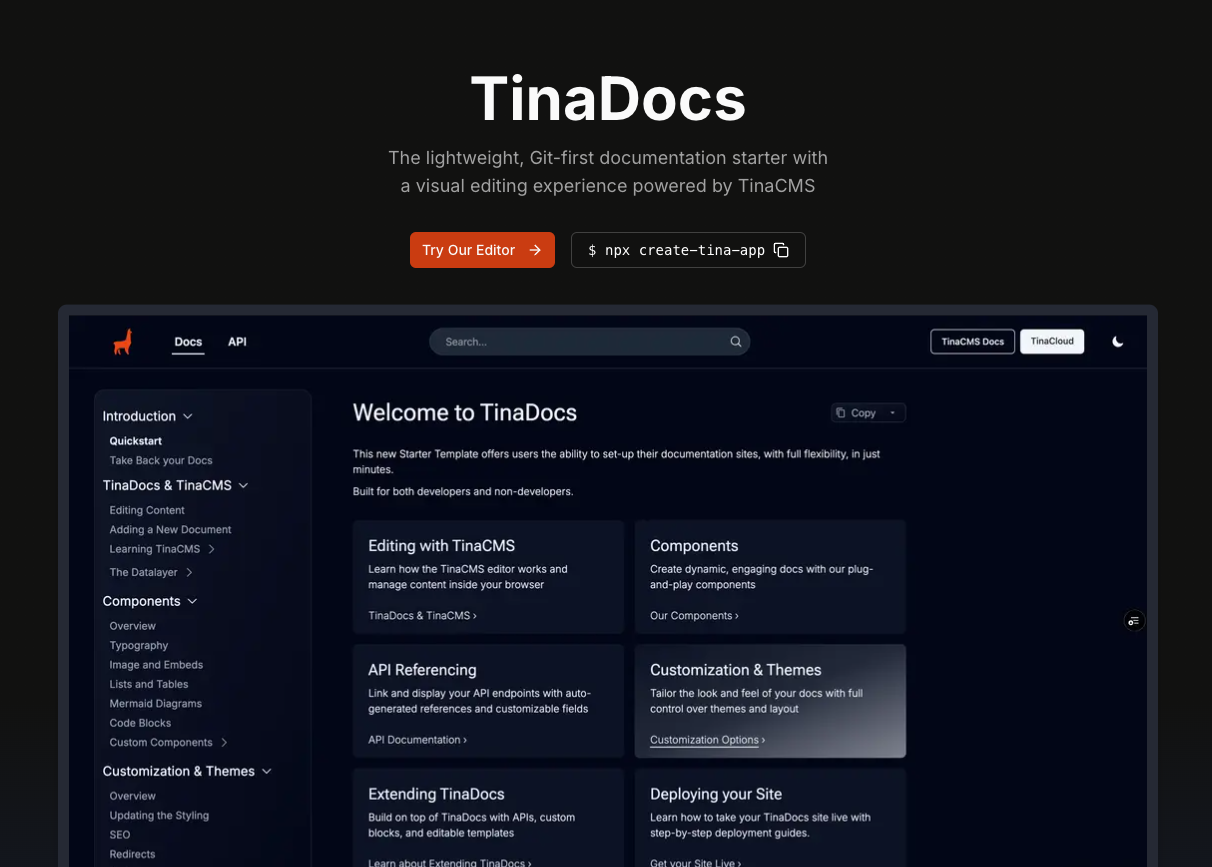 TinaDocs
The lightweight, Git-first documentation starter with
a visual editing experience powered by TinaCMS
Try Our Editor →
$ npx create-tina-app
Docs
API
Search...
TinaCMS Docs
TinaCloud
Introduction
Quickstart
Take Back your Docs
TinaDocs & TinaCMS
Editing Content
Adding a New Document
Learning TinaCMS
The Datalayer
Components
Overview
Typography
Image and Embeds
Lists and Tables
Mermaid Diagrams
Code Blocks
Custom Components
Customization & Themes
Overview
Updating the Styling
SEO
Redirects
Welcome to TinaDocs
Copy
This new Starter Template offers users the ability to set-up their documentation sites, with full flexibility, in just
minutes.
Built for both developers and non-developers.
Editing with TinaCMS
Learn how the TinaCMS editor works and
manage content inside your browser
TinaDocs & TinaCMS ›
Components
Create dynamic, engaging docs with our plug-
and-play components
Our Components ›
API Referencing
Link and display your API endpoints with auto-
generated references and customizable fields
API Documentation ›
Customization & Themes
Tailor the look and feel of your docs with full
control over themes and layout
Customization Options ›
Extending TinaDocs
Build on top of TinaDocs with APIs, custom
blocks, and editable templates
Learn about Extending TinaDocs ›
Deploying your Site
Learn how to take your TinaDocs site live with
step-by-step deployment guides.
Get your Site Live ›